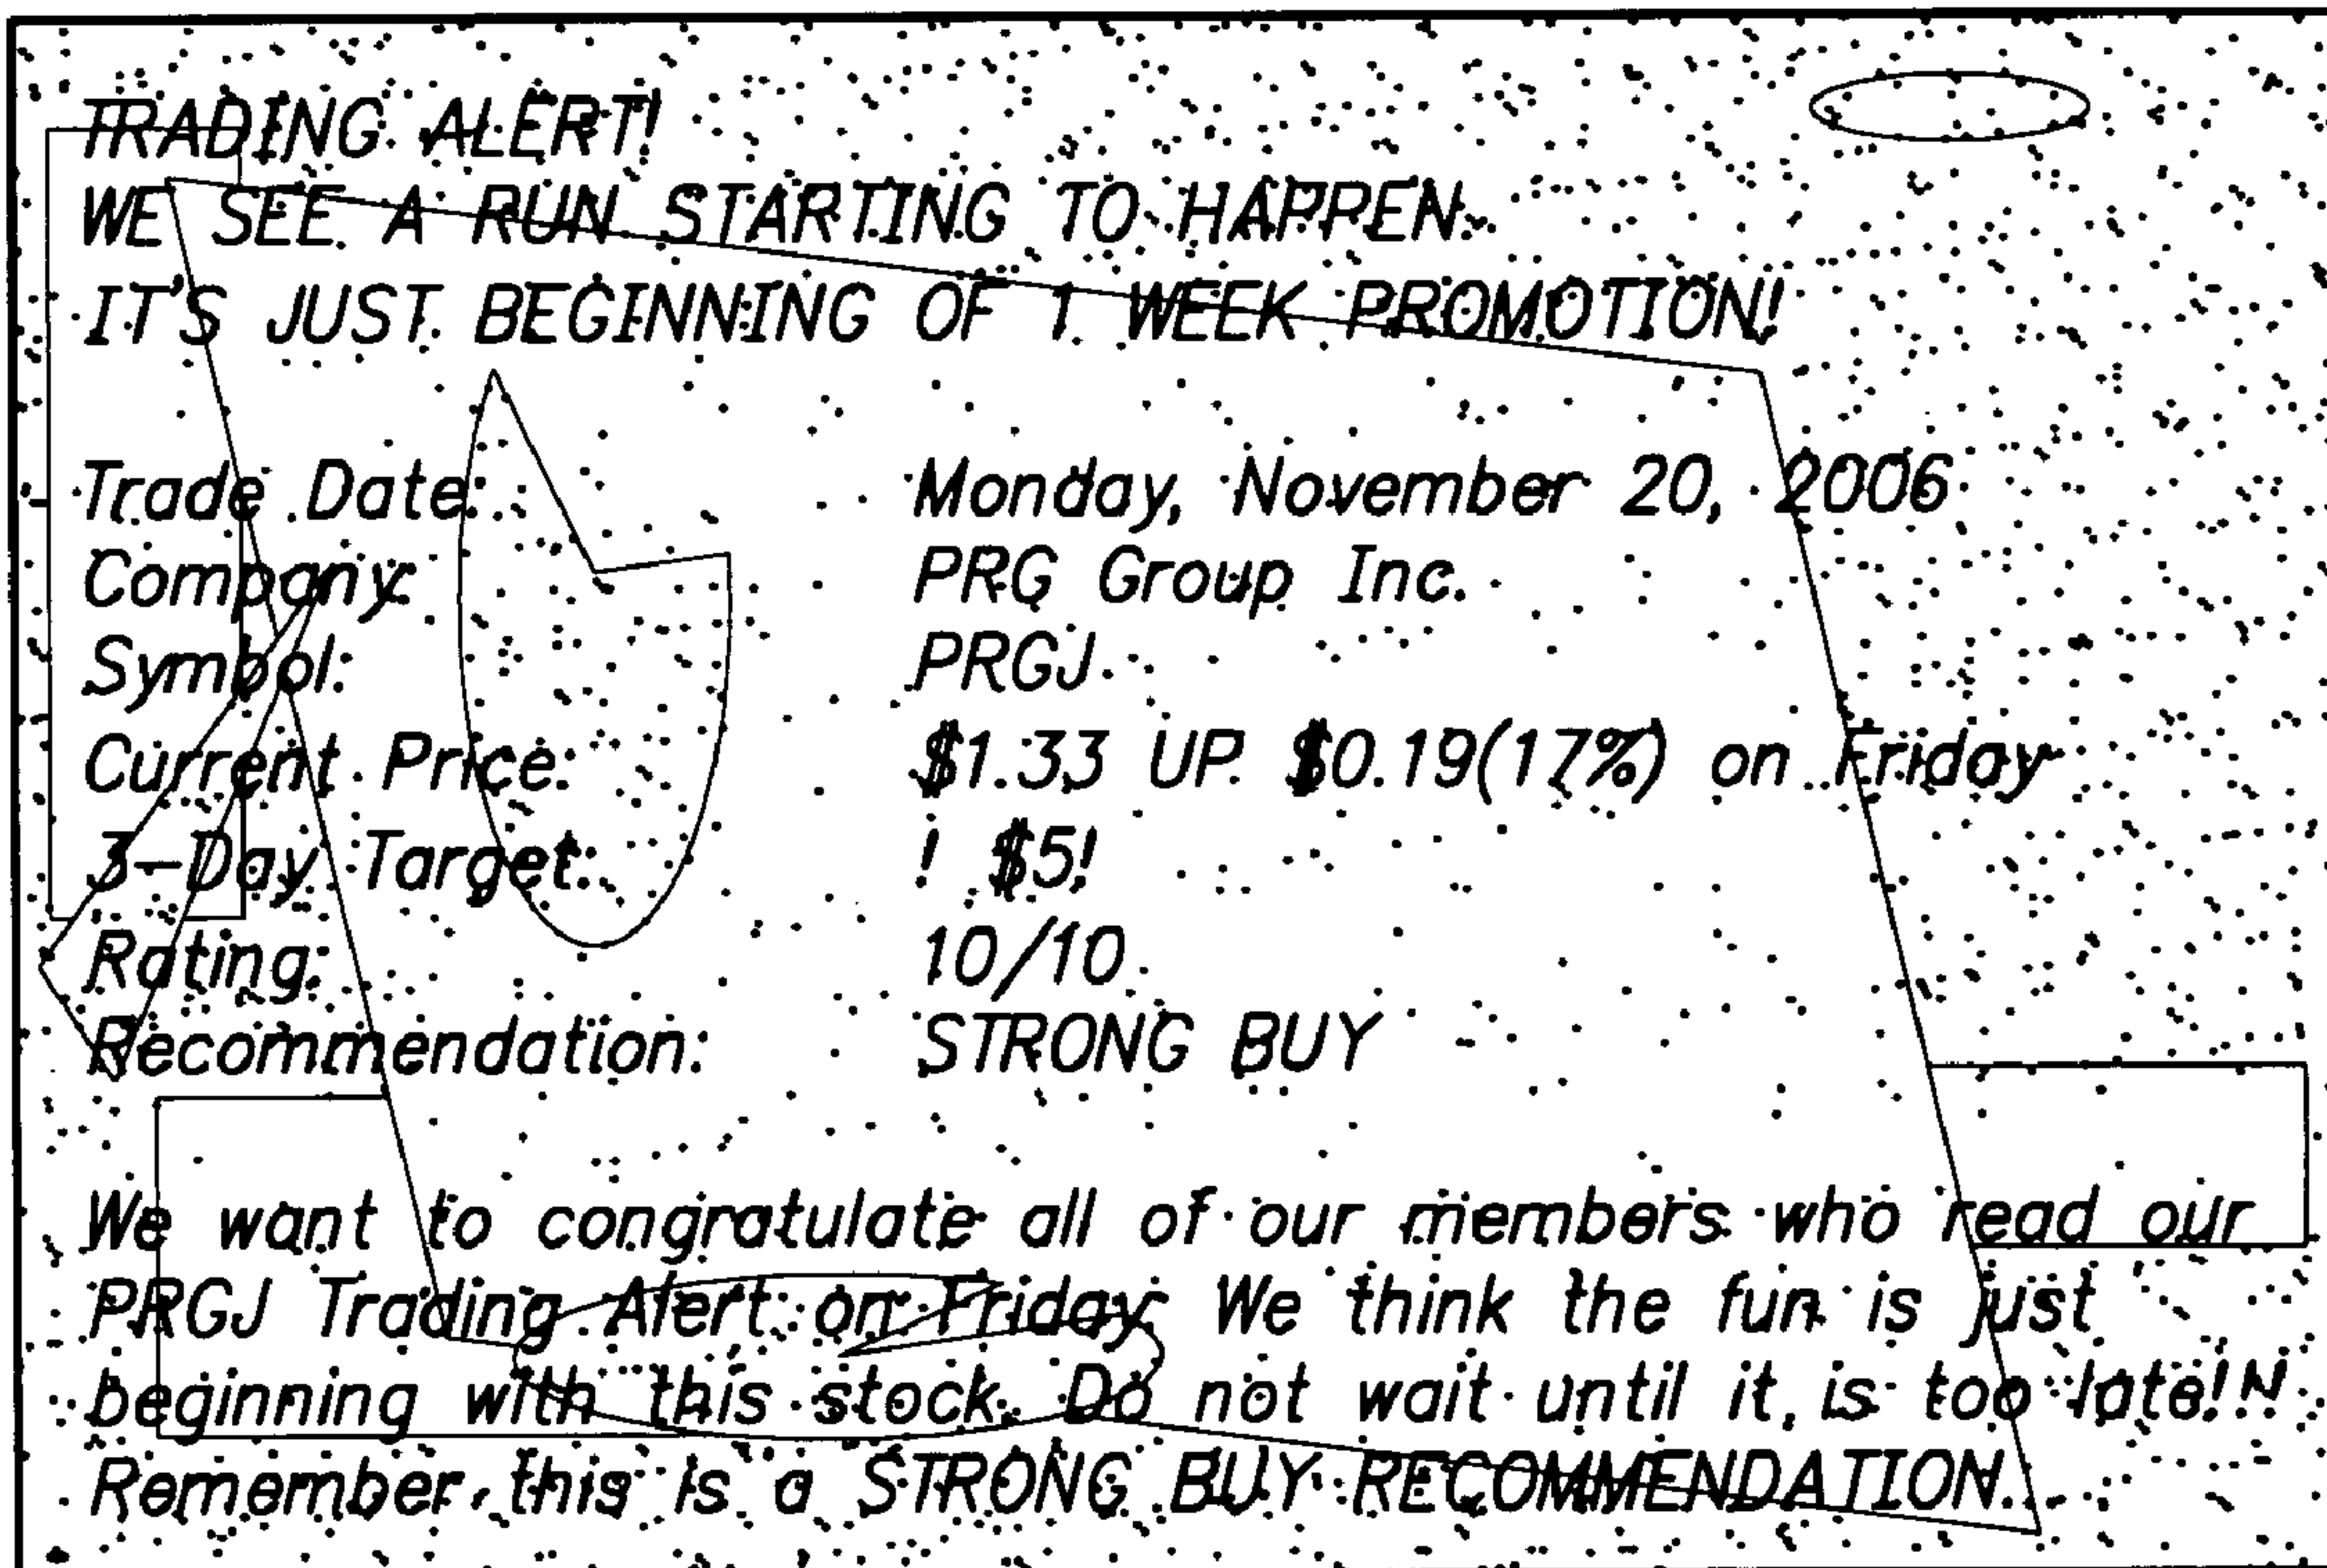 TRADING ALERT!
WE SEE A RUN STARTING TO HAPPEN.
IT'S JUST BEGINNING OF 1 WEEK PROMOTION!
Trade Date: Monday, November 20, 2006
Company: PRG Group Inc.
Symbol: PRGJ
Current Price: $1.33 UP $0.19(17%) on Friday
3-Day Target: ! $5!
Rating: 10/10
Recommendation: STRONG BUY
We want to congratulate all of our members who read our
PRGJ Trading Alert on Friday. We think the fun is just
beginning with this stock. Do not wait until it is too late!!!
Remember, this is a STRONG BUY RECOMMENDATION.